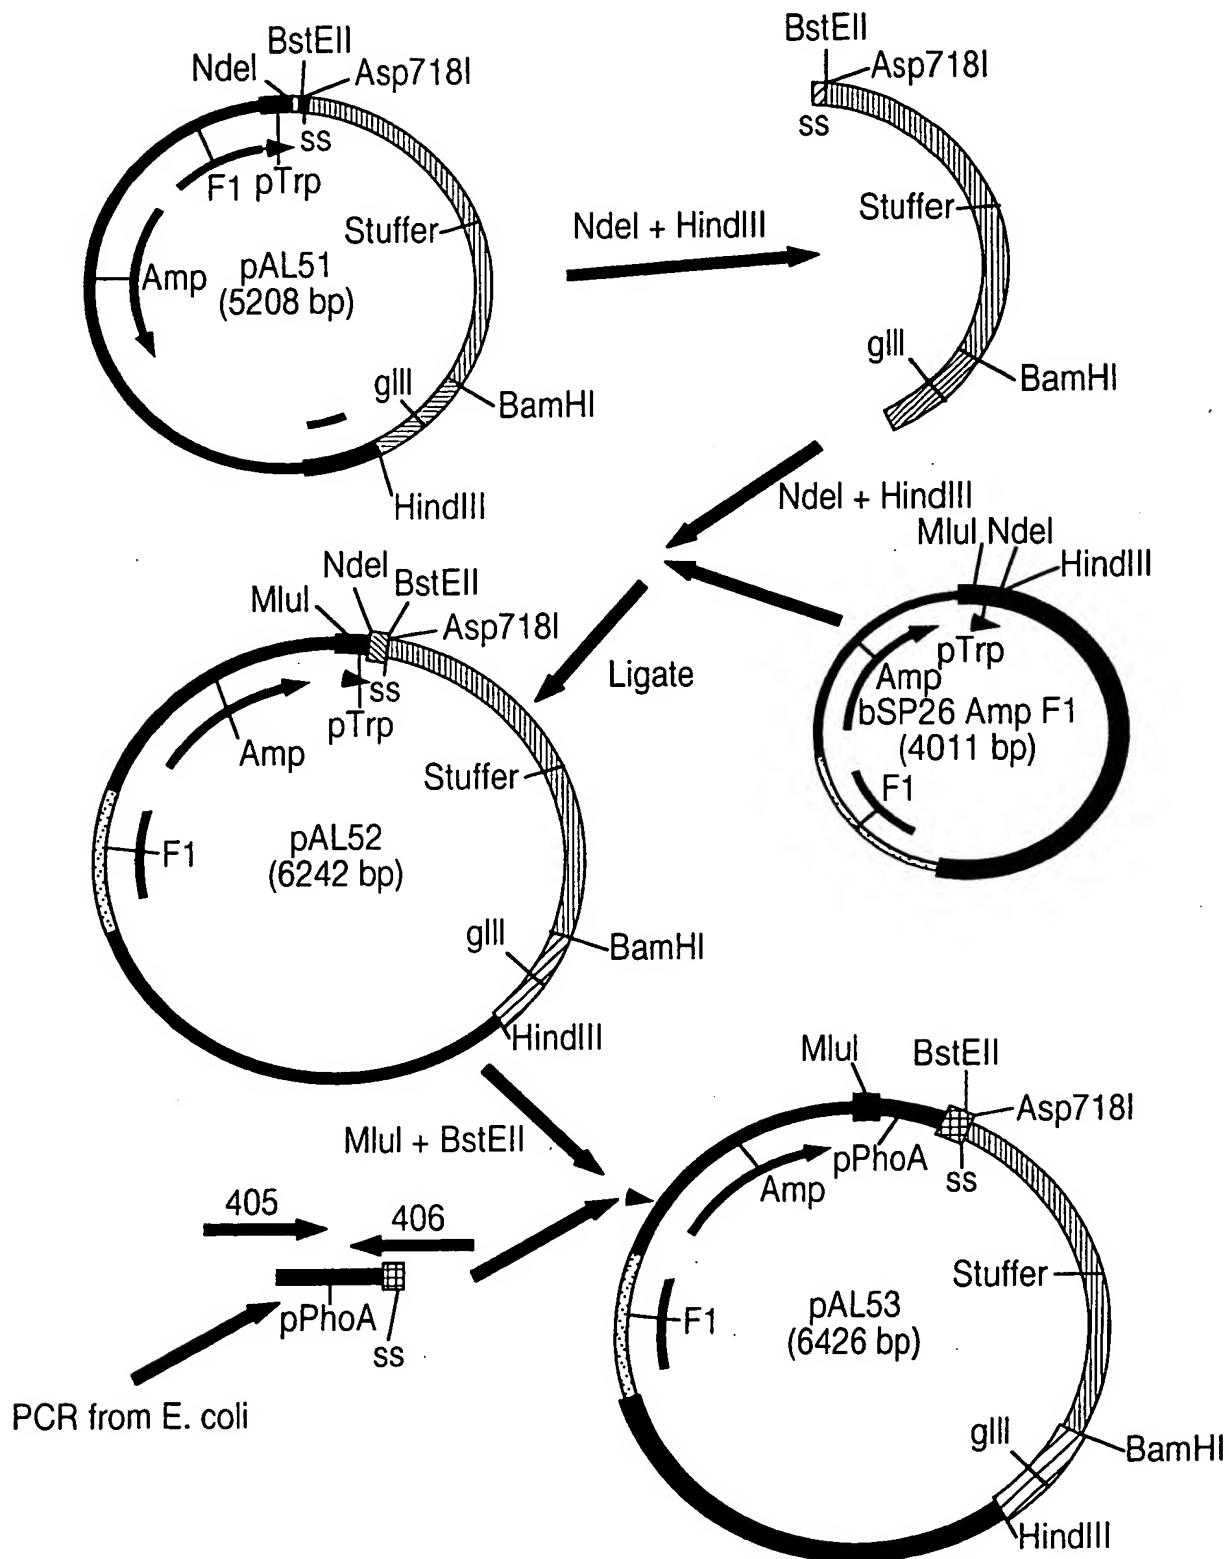 BstEII
NdeI
Asp718I
ss
F1 pTrp
Stuffer
Amp
pAL51
(5208 bp)
gIII
BamHI
HindIII
NdeI + HindIII
BstEII
Asp718I
ss
Stuffer
gIII
BamHI
NdeI + HindIII
MluI NdeI
HindIII
pTrp
Amp
bSP26 Amp F1
(4011 bp)
F1
Ligate
NdeI
BstEII
MluI
Asp718I
ss
pTrp
Amp
Stuffer
F1
pAL52
(6242 bp)
gIII
BamHI
HindIII
MluI + BstEII
405
406
pPhoA
ss
PCR from E. coli
MluI
BstEII
Asp718I
pPhoA
ss
Amp
Stuffer
F1
pAL53
(6426 bp)
gIII
BamHI
HindIII